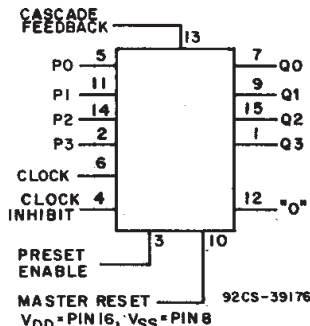 CASCADE
FEEDBACK
13
P0 5 7 Q0
P1 11 9 Q1
P2 14 15 Q2
P3 2 1 Q3
6
CLOCK
CLOCK 4 12 "0"
INHIBIT
3 10
PRESET
ENABLE
MASTER RESET 92CS-39176
VDD = PIN 16, VSS = PIN 8